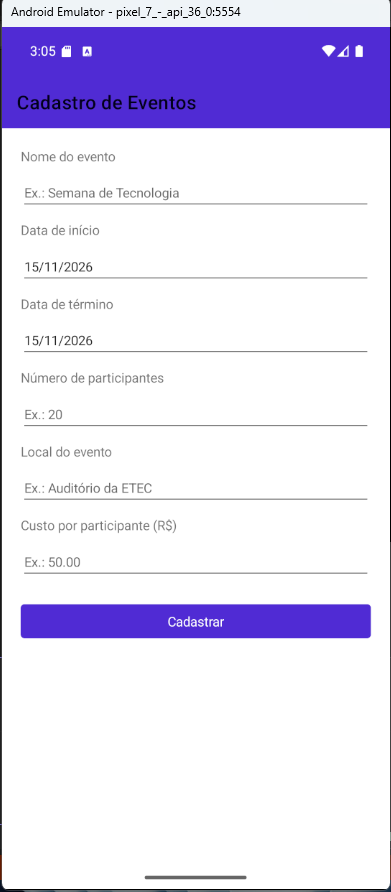 Android Emulator - pixel_7_-_api_36_0:5554
3:05
A
Cadastro de Eventos
Nome do evento
Ex.: Semana de Tecnologia
Data de início
15/11/2026
Data de término
15/11/2026
Número de participantes
Ex.: 20
Local do evento
Ex.: Auditório da ETEC
Custo por participante (R$)
Ex.: 50.00
Cadastrar